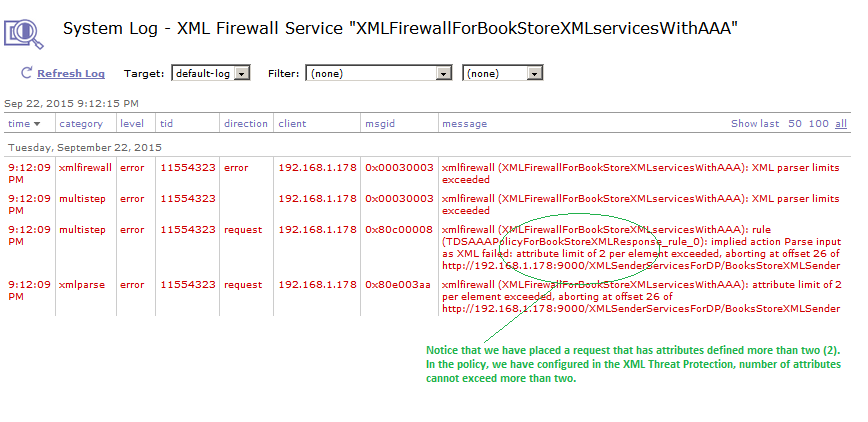 System Log - XML Firewall Service "XMLFirewallForBookStoreXMLservicesWithAAA"
Refresh Log Target: default-log Filter: (none) (none)
Sep 22, 2015 9:12:15 PM
time category level tid direction client msgid message Show last 50 100 all
Tuesday, September 22, 2015
9:12:09 xmlfirewall error 11554323 error 192.168.1.178 0x00030003 xmlfirewall (XMLFirewallForBookStoreXMLservicesWithAAA): XML parser limits
PM exceeded
9:12:09 multistep error 11554323 192.168.1.178 0x00030003 xmlfirewall (XMLFirewallForBookStoreXMLservicesWithAAA): XML parser limits
PM exceeded
9:12:09 multistep error 11554323 request 192.168.1.178 0x80c00008 xmlfirewall (XMLFirewallForBookStoreXMLservicesWithAAA): rule
PM (TDSAAAPolicyForBookStoreXMLResponse_rule_0): implied action Parse input
as XML failed: attribute limit of 2 per element exceeded, aborting at offset 26 of
http://192.168.1.178:9000/XMLSenderServicesForDP/BooksStoreXMLSender
9:12:09 xmlparse error 11554323 request 192.168.1.178 0x80e003aa xmlfirewall (XMLFirewallForBookStoreXMLservicesWithAAA): attribute limit of 2
PM per element exceeded, aborting at offset 26 of
http://192.168.1.178:9000/XMLSenderServicesForDP/BooksStoreXMLSender
Notice that we have placed a request that has attributes defined more than two (2).
In the policy, we have configured in the XML Threat Protection, number of attributes
cannot exceed more than two.